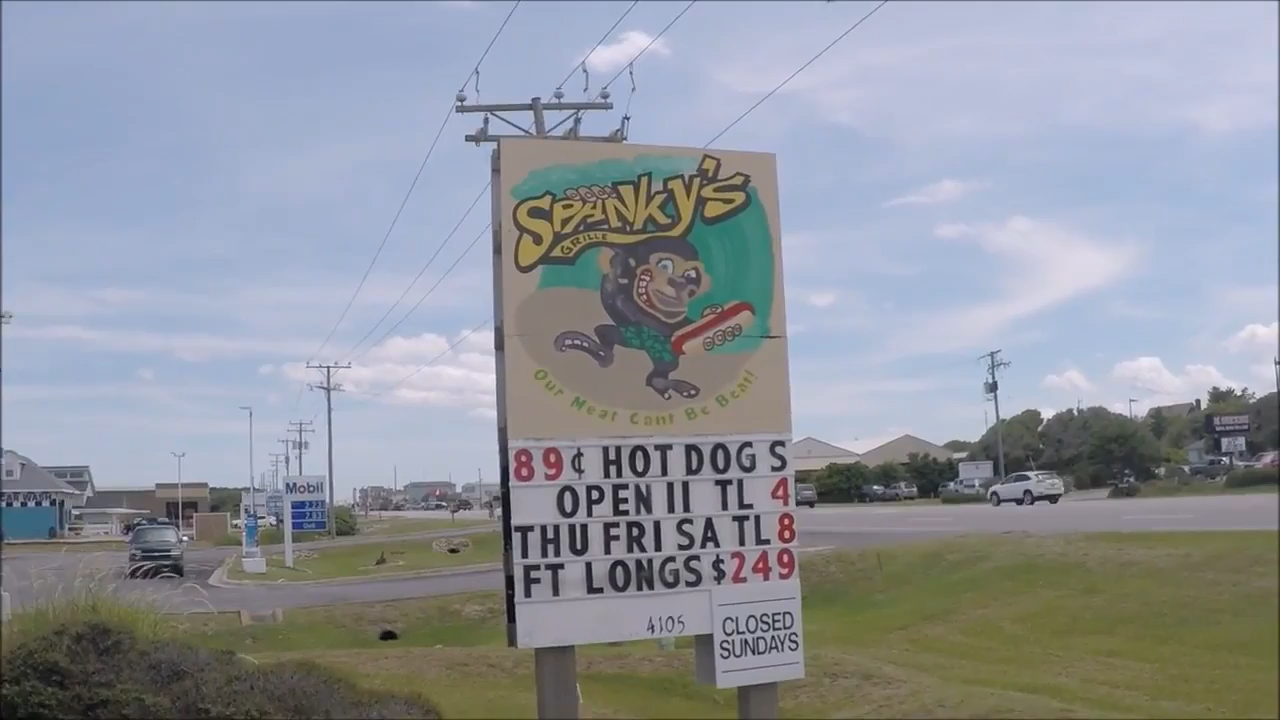 SPANKY'S
GRILLE
Our Meat Cant Be Beat!
89¢ HOT DOG S
OPEN II TL 4
THU FRI SA TL 8
FT LONGS $249
4105
CLOSED
SUNDAYS
Mobil
CAR WASH